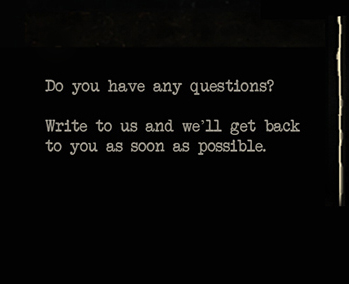 Do you have any questions?
Write to us and we'll get back
to you as soon as possible.